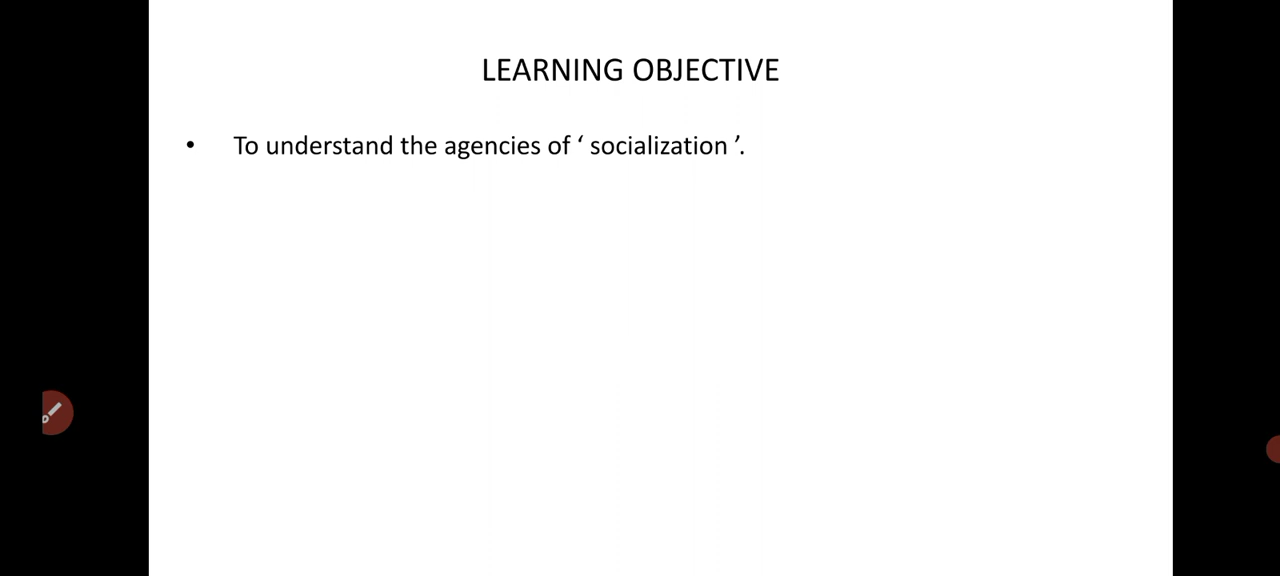 LEARNING OBJECTIVE
• To understand the agencies of ‘ socialization ’.